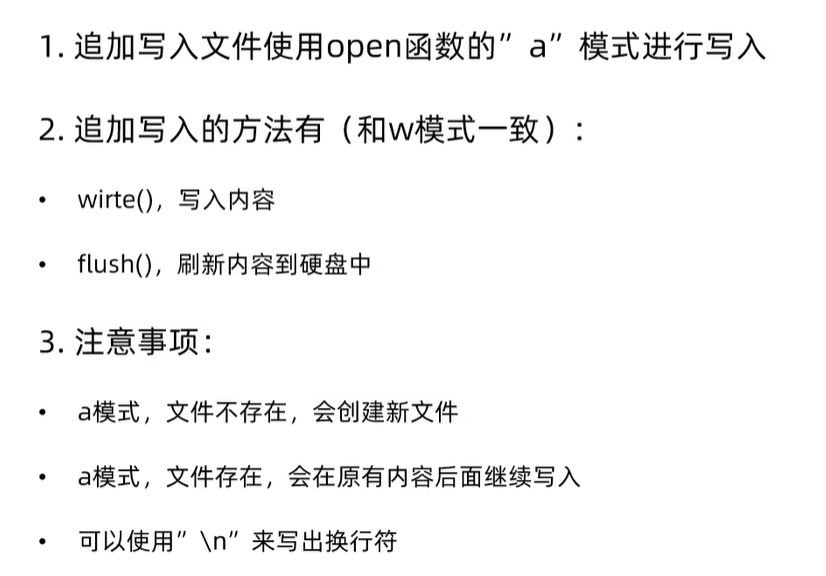 1. 追加写入文件使用open函数的”a”模式进行写入
2. 追加写入的方法有（和w模式一致）：
• wirte()，写入内容
• flush()，刷新内容到硬盘中
3. 注意事项：
• a模式，文件不存在，会创建新文件
• a模式，文件存在，会在原有内容后面继续写入
• 可以使用”\n”来写出换行符